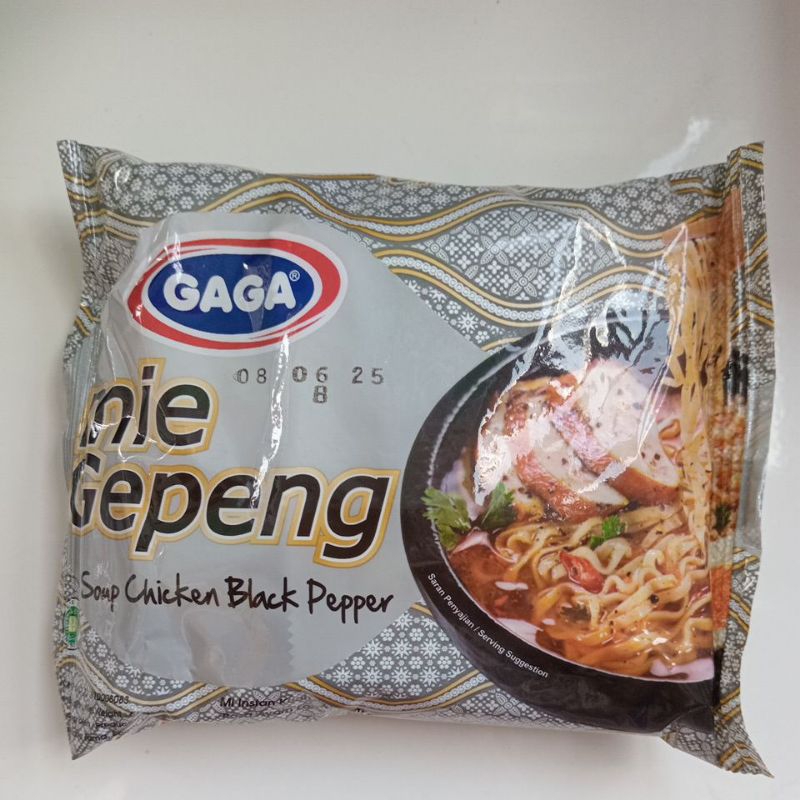 GAGA®
08 06 25
8
mie
Gepeng
Soup Chicken Black Pepper
Saran Penyajian / Serving Suggestion
Mi Instan